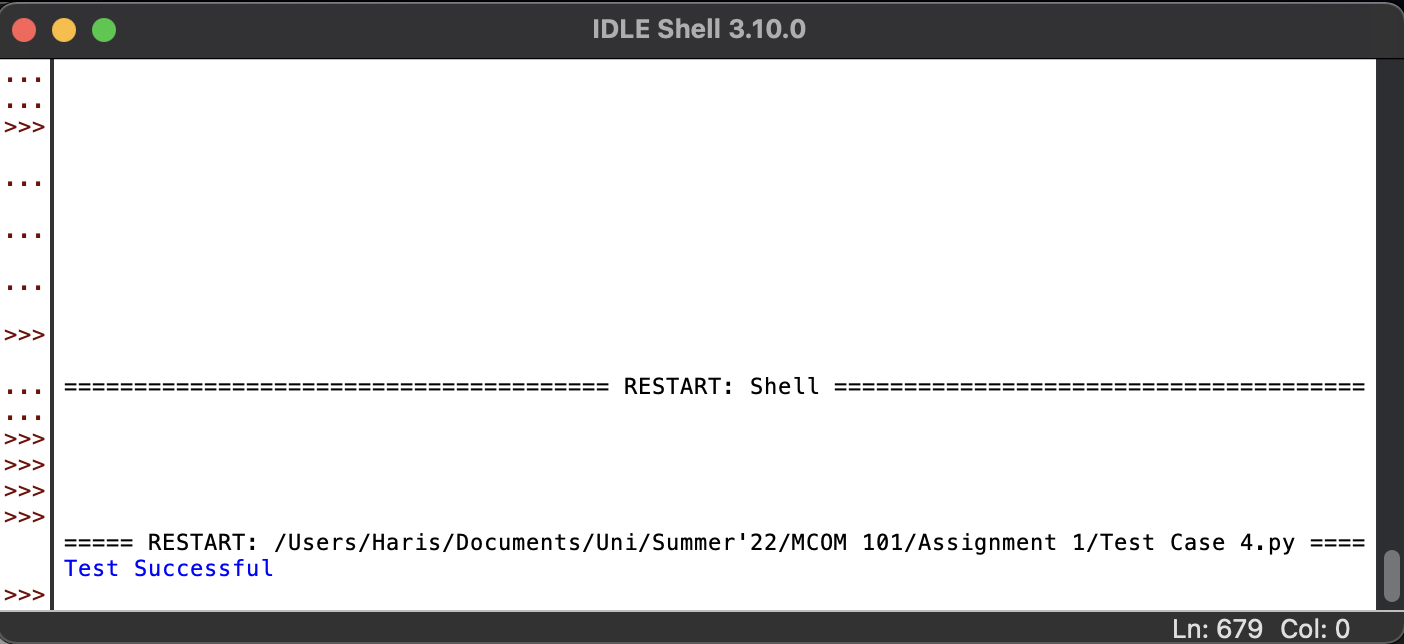 IDLE Shell 3.10.0
...
...
>>>
...
...
...
>>>
... ======================================= RESTART: Shell ======================================
...
>>>
>>>
>>>
>>>
===== RESTART: /Users/Haris/Documents/Uni/Summer'22/MCOM 101/Assignment 1/Test Case 4.py ====
Test Successful
>>>
Ln: 679 Col: 0